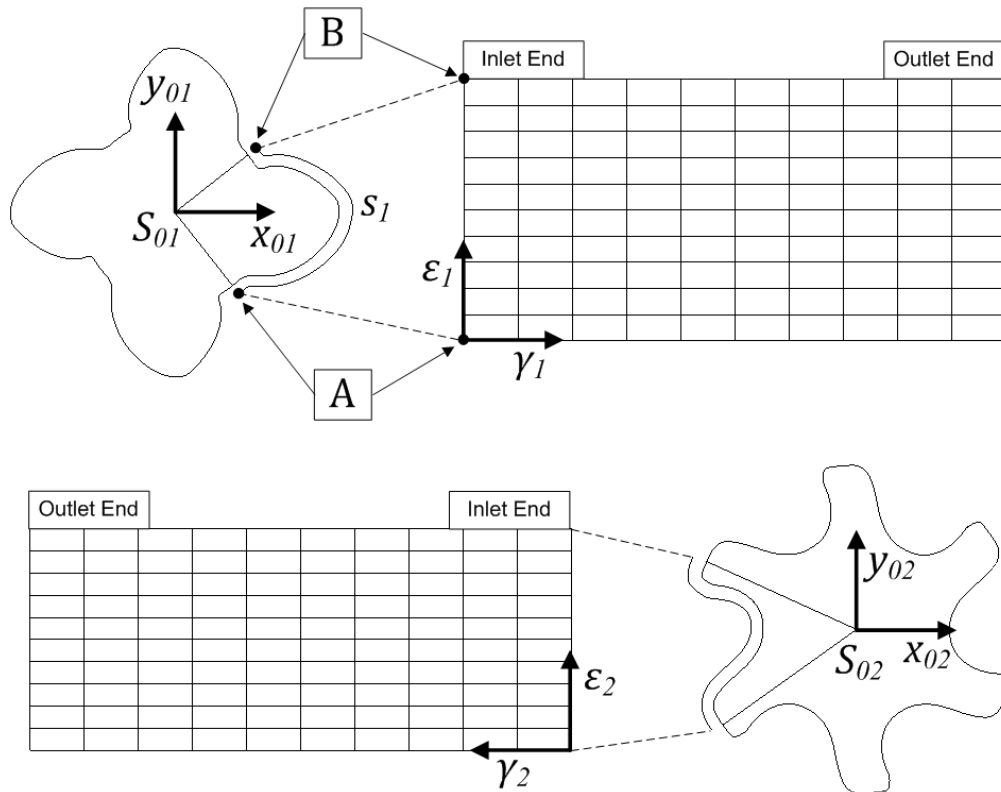 B
Inlet End
Outlet End
y01
s1
S01
x01
ε1
γ1
A
Outlet End
Inlet End
y02
x02
S02
ε2
γ2